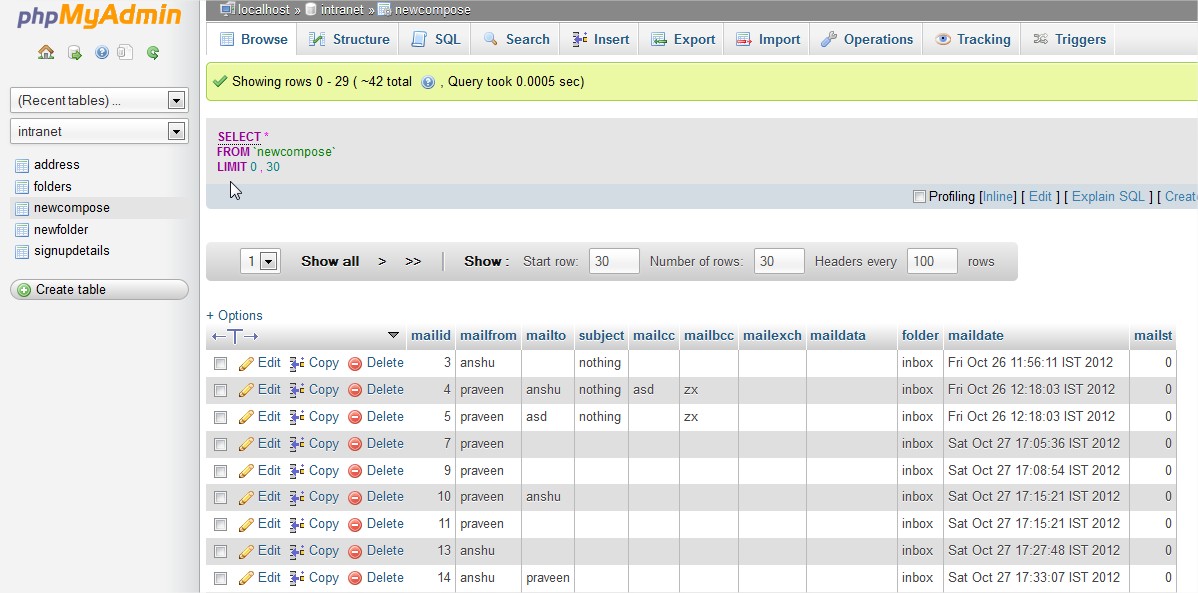 phpMyAdmin
localhost » intranet » newcompose
Browse Structure SQL Search Insert Export Import Operations Tracking Triggers
Showing rows 0 - 29 ( ~42 total , Query took 0.0005 sec)
(Recent tables) ...
intranet
address
folders
newcompose
newfolder
signupdetails
Create table
SELECT *
FROM `newcompose`
LIMIT 0 , 30
Profiling [Inline] [ Edit ] [ Explain SQL ] [ Create
1 Show all > >> Show : Start row: 30 Number of rows: 30 Headers every 100 rows
+ Options
←T→ mailid mailfrom mailto subject mailcc mailbcc mailexch maildata folder maildate mailst
Edit Copy Delete 3 anshu nothing inbox Fri Oct 26 11:56:11 IST 2012 0
Edit Copy Delete 4 praveen anshu nothing asd zx inbox Fri Oct 26 12:18:03 IST 2012 0
Edit Copy Delete 5 praveen asd nothing zx inbox Fri Oct 26 12:18:03 IST 2012 0
Edit Copy Delete 7 praveen inbox Sat Oct 27 17:05:36 IST 2012 0
Edit Copy Delete 9 praveen inbox Sat Oct 27 17:08:54 IST 2012 0
Edit Copy Delete 10 praveen anshu inbox Sat Oct 27 17:15:21 IST 2012 0
Edit Copy Delete 11 praveen inbox Sat Oct 27 17:15:21 IST 2012 0
Edit Copy Delete 13 anshu inbox Sat Oct 27 17:27:48 IST 2012 0
Edit Copy Delete 14 anshu praveen inbox Sat Oct 27 17:33:07 IST 2012 0